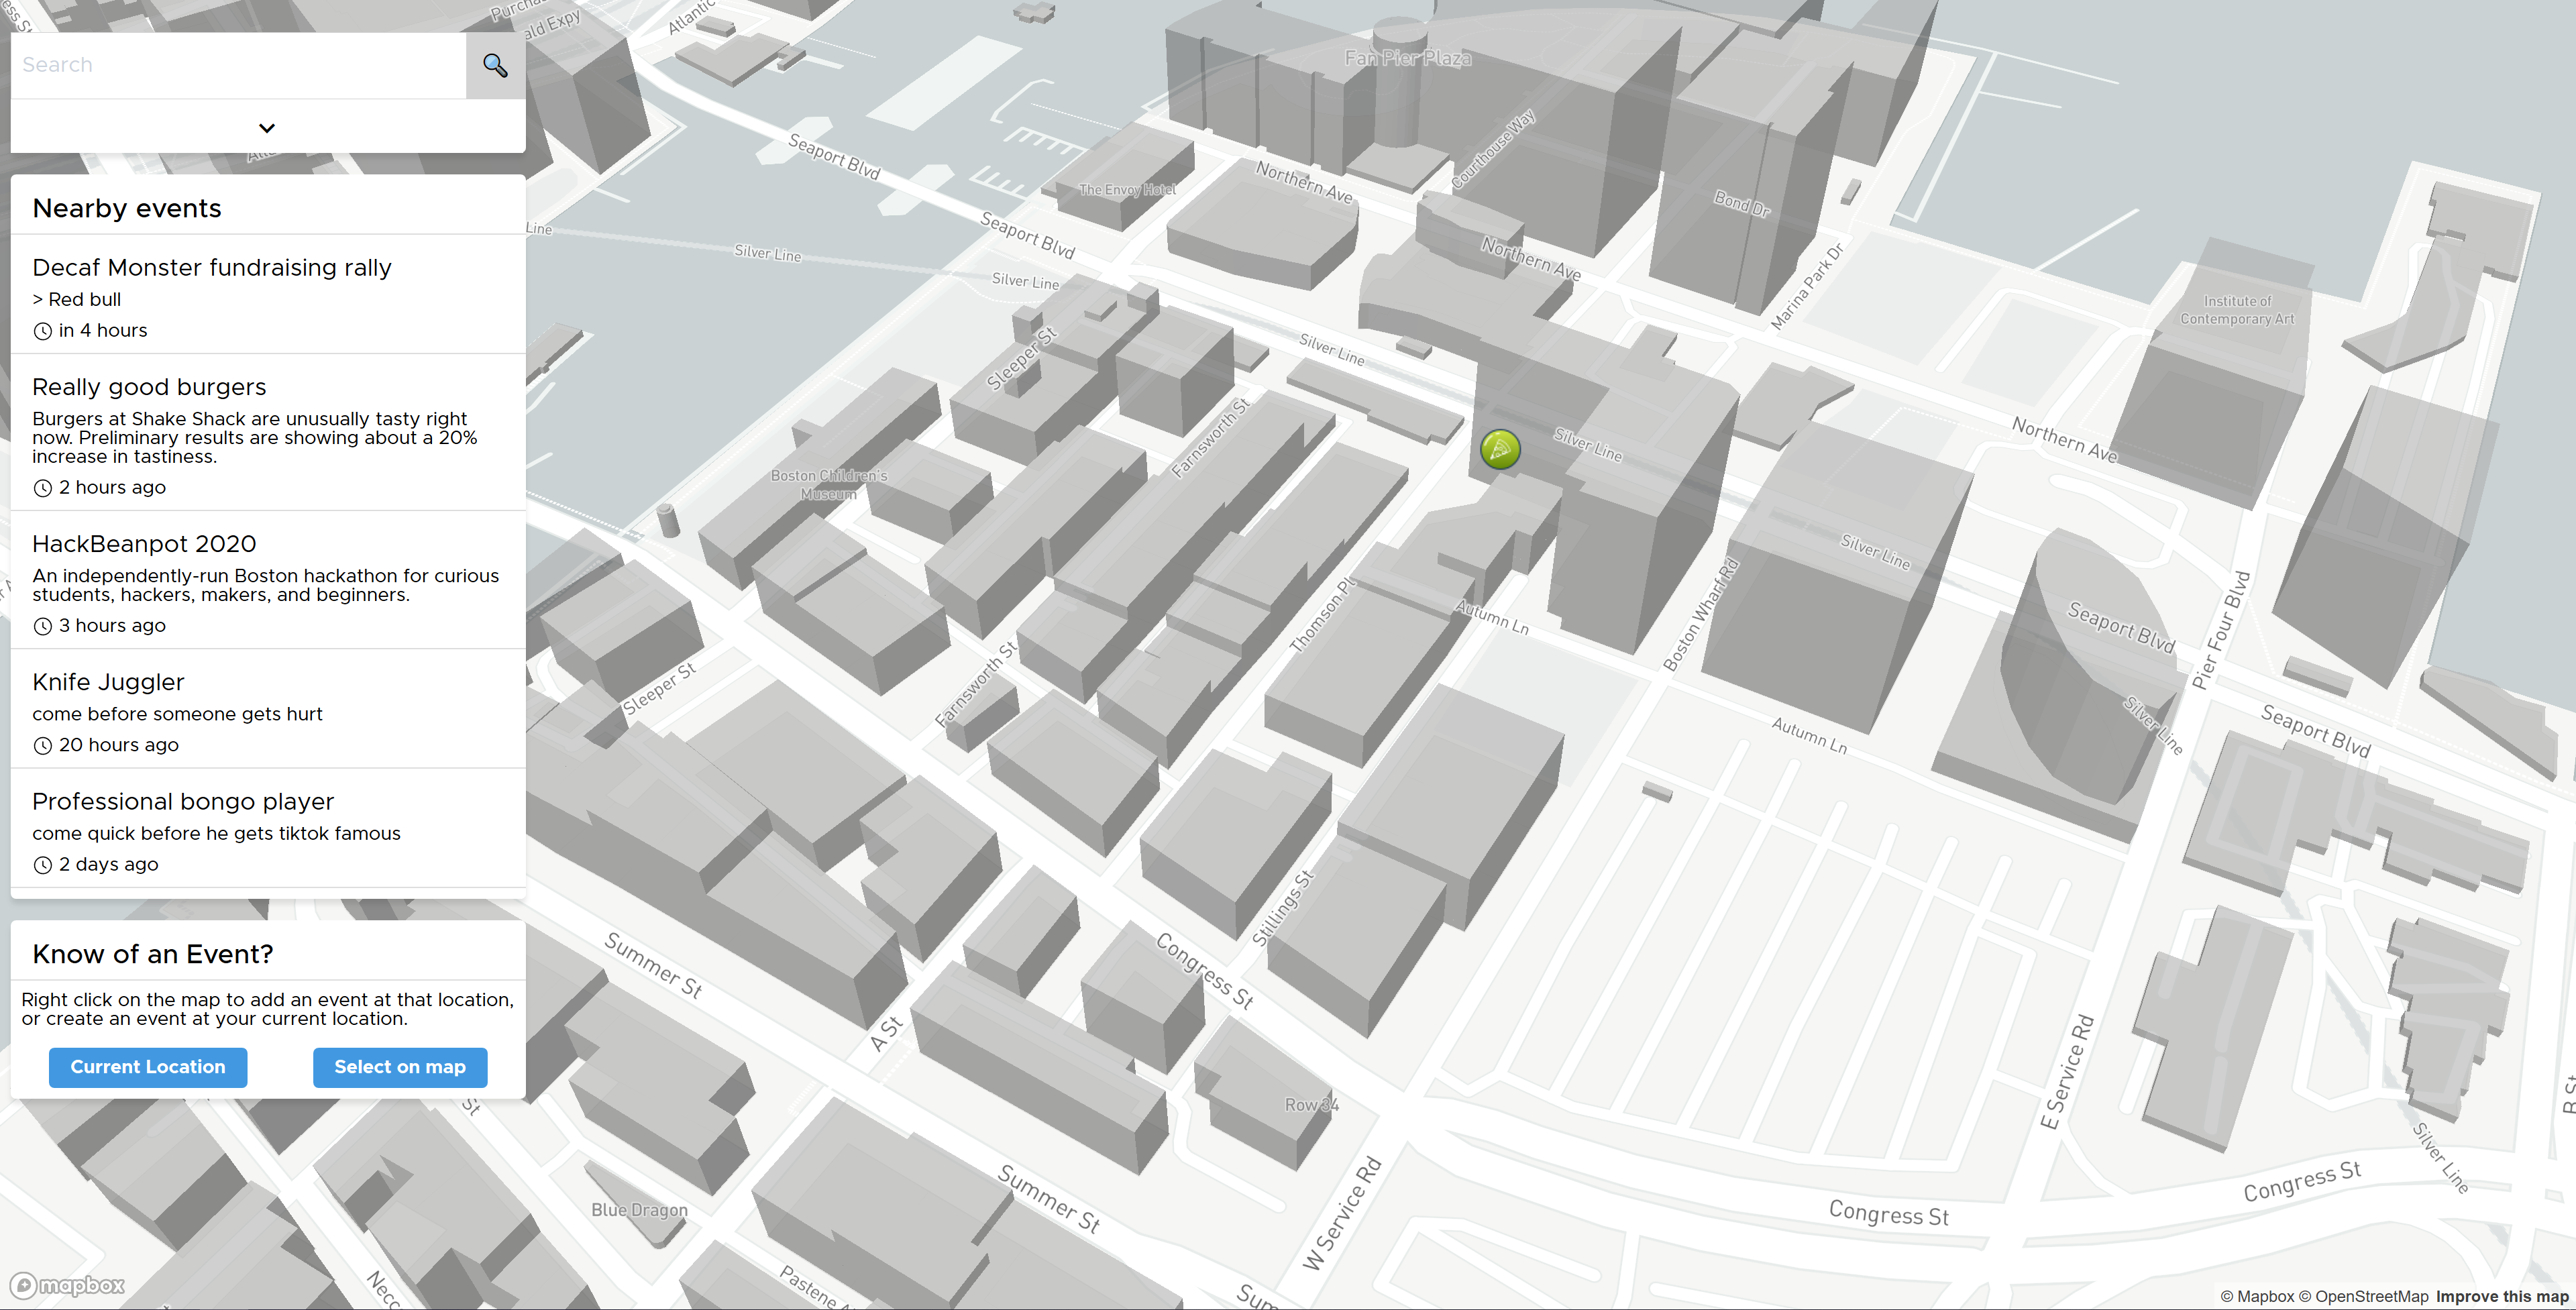 Search
Nearby events
Decaf Monster fundraising rally
> Red bull
in 4 hours
Really good burgers
Burgers at Shake Shack are unusually tasty right
now. Preliminary results are showing about a 20%
increase in tastiness.
2 hours ago
HackBeanpot 2020
An independently-run Boston hackathon for curious
students, hackers, makers, and beginners.
3 hours ago
Knife Juggler
come before someone gets hurt
20 hours ago
Professional bongo player
come quick before he gets tiktok famous
2 days ago
Know of an Event?
Right click on the map to add an event at that location,
or create an event at your current location.
Current Location
Select on map
mapbox
Atlantic
ald Expy
Fan Pier Plaza
Seaport Blvd
Courthouse Way
The Envoy Hotel
Northern Ave
Bond Dr
Seaport Blvd
Line
Silver Line
Silver Line
Northern Ave
Marina Park Dr
Institute of
Contemporary Art
Sleeper St
Silver Line
Farnsworth St
Silver Line
Northern Ave
Boston Children's
Museum
Silver Line
Thomson Pl
Autumn Ln
Boston Wharf Rd
Seaport Blvd
Pier Four Blvd
Sleeper St
Farnsworth St
Autumn Ln
Silver Line
Seaport Blvd
Stillings St
Summer St
Congress St
A St
Row 34
E Service Rd
St
Blue Dragon
Summer St
W Service Rd
Congress St
Congress St
Silver Line
Pastene
Necc
Sum
© Mapbox © OpenStreetMap Improve this map